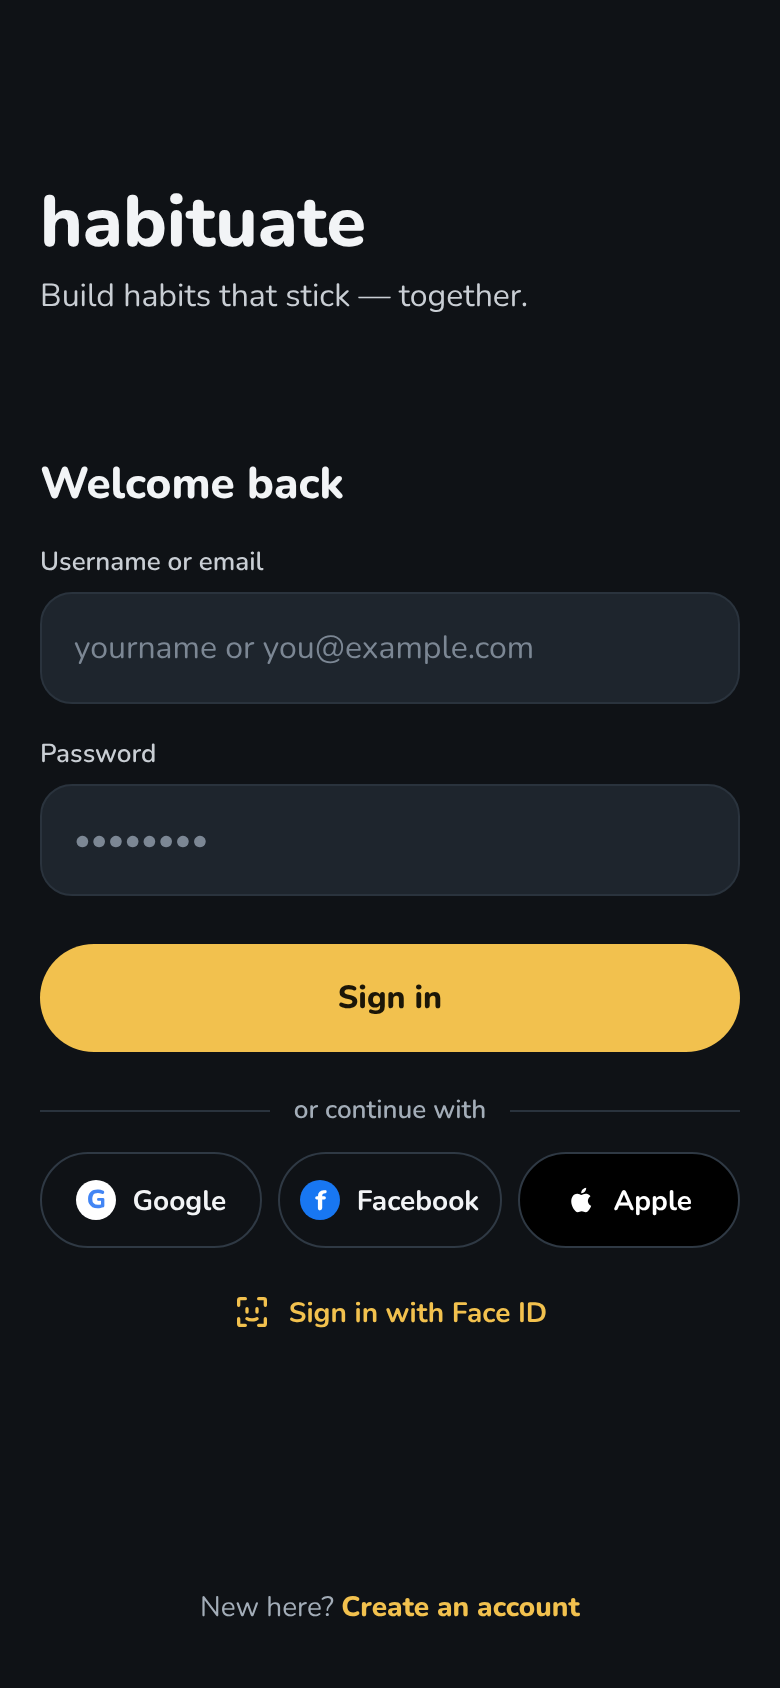 habituate
Build habits that stick — together.
Welcome back
Username or email
yourname or you@example.com
Password
••••••••
Sign in
or continue with
G Google
f Facebook
Apple
Sign in with Face ID
New here? Create an account